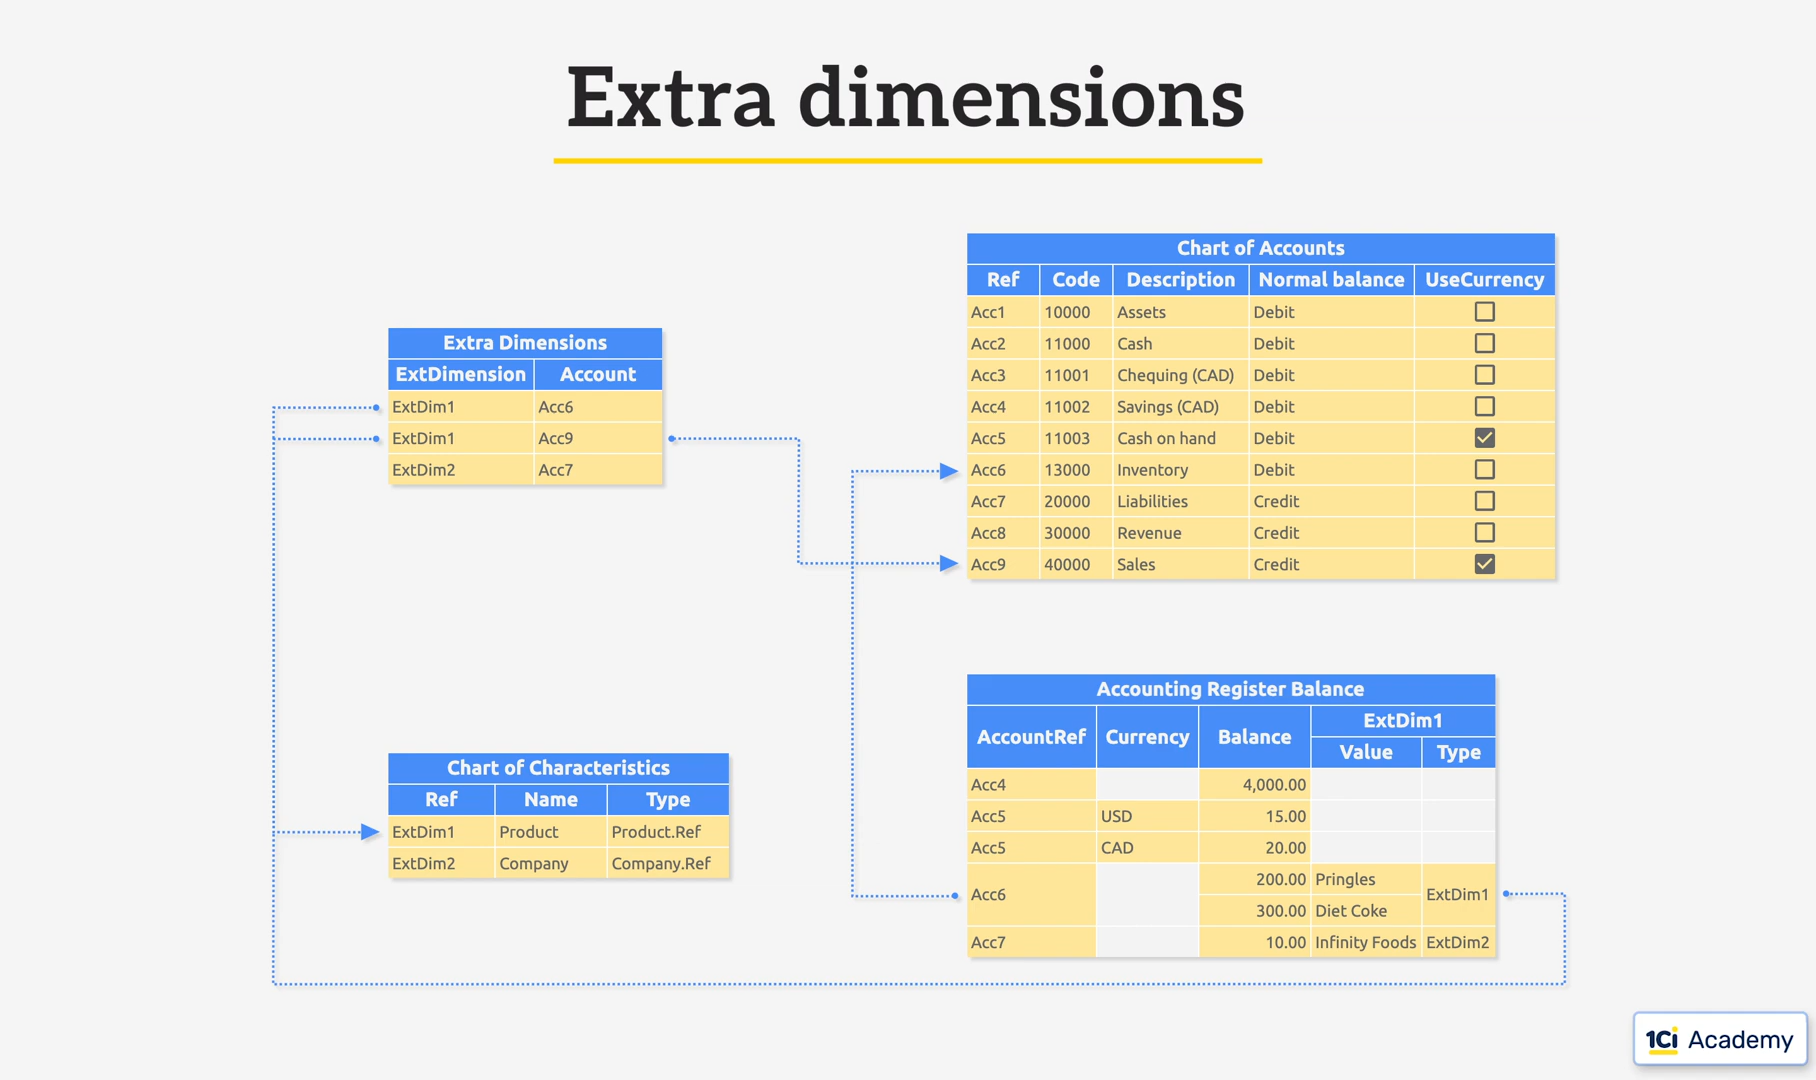 Extra dimensions
Chart of Accounts
Ref Code Description Normal balance UseCurrency
Acc1 10000 Assets Debit
Acc2 11000 Cash Debit
Acc3 11001 Chequing (CAD) Debit
Acc4 11002 Savings (CAD) Debit
Acc5 11003 Cash on hand Debit
Acc6 13000 Inventory Debit
Acc7 20000 Liabilities Credit
Acc8 30000 Revenue Credit
Acc9 40000 Sales Credit
Extra Dimensions
ExtDimension Account
ExtDim1 Acc6
ExtDim1 Acc9
ExtDim2 Acc7
Chart of Characteristics
Ref Name Type
ExtDim1 Product Product.Ref
ExtDim2 Company Company.Ref
Accounting Register Balance
AccountRef Currency Balance ExtDim1
Value Type
Acc4 4,000.00
Acc5 USD 15.00
Acc5 CAD 20.00
Acc6 200.00 Pringles ExtDim1
300.00 Diet Coke
Acc7 10.00 Infinity Foods ExtDim2
1Ci Academy